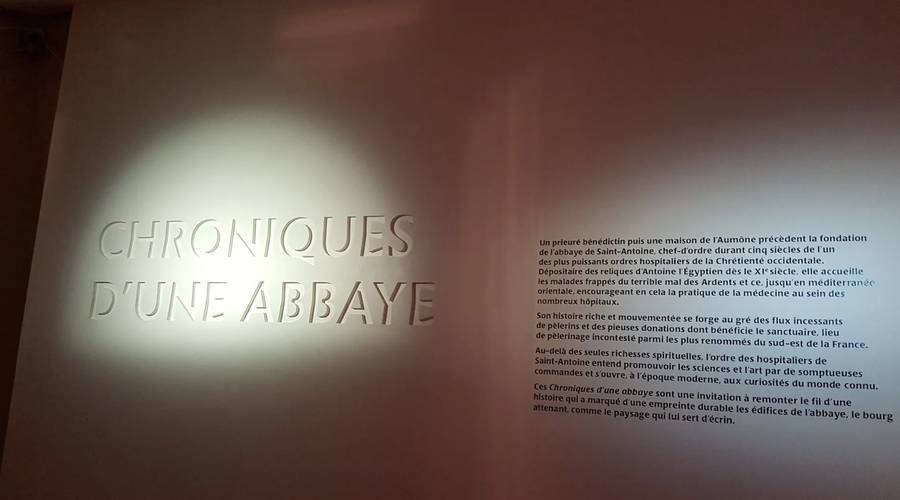 CHRONIQUES
D'UNE ABBAYE
Un prieuré bénédictin puis une maison de l'Aumône précèdent la fondation
de l'abbaye de Saint-Antoine, chef-d'ordre durant cinq siècles de l'un
des plus puissants ordres hospitaliers de la Chrétienté occidentale.
Dépositaire des reliques d'Antoine l'Égyptien dès le XIe siècle, elle accueille
les malades frappés du terrible mal des Ardents et ce, jusqu'en méditerranée
orientale, encourageant en cela la pratique de la médecine au sein des
nombreux hôpitaux.
Son histoire riche et mouvementée se forge au gré des flux incessants
de pèlerins et des pieuses donations dont bénéficie le sanctuaire, lieu
de pèlerinage incontesté parmi les plus renommés du sud-est de la France.
Au-delà des seules richesses spirituelles, l'ordre des hospitaliers de
Saint-Antoine entend promouvoir les sciences et l'art par de somptueuses
commandes et s'ouvre, à l'époque moderne, aux curiosités du monde connu.
Ces Chroniques d'une abbaye sont une invitation à remonter le fil d'une
histoire qui a marqué d'une empreinte durable les édifices de l'abbaye, le bourg
attenant, comme le paysage qui lui sert d'écrin.